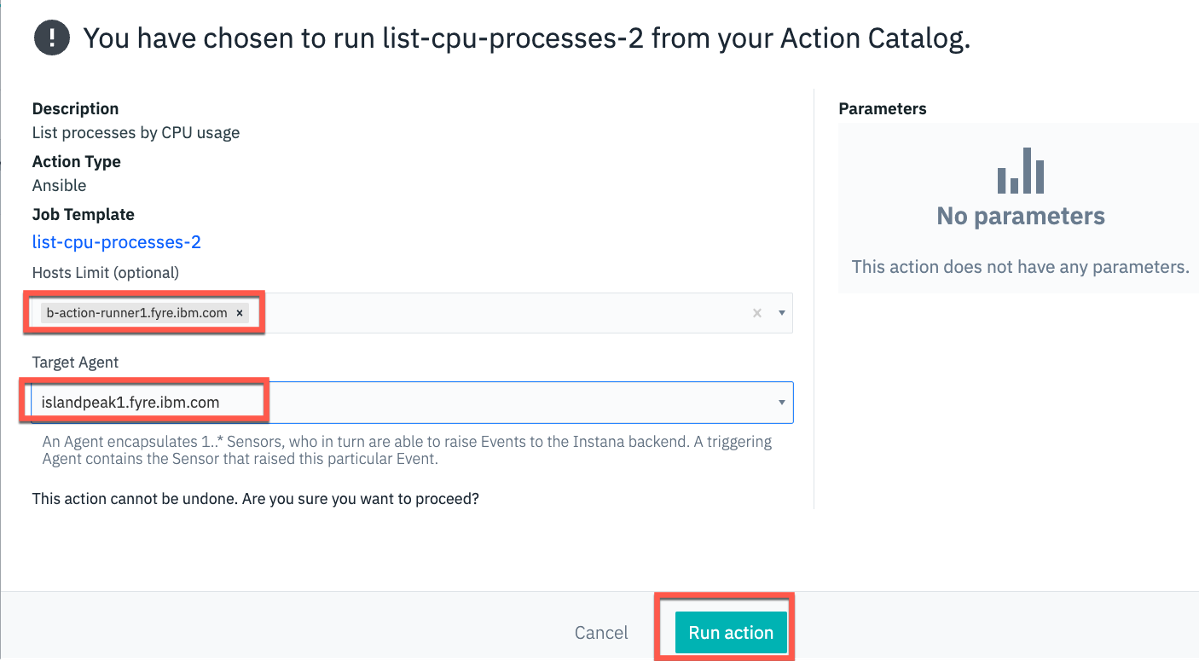 You have chosen to run list-cpu-processes-2 from your Action Catalog.
Description
List processes by CPU usage
Action Type
Ansible
Job Template
list-cpu-processes-2
Hosts Limit (optional)
b-action-runner1.fyre.ibm.com ×
Target Agent
islandpeak1.fyre.ibm.com
An Agent encapsulates 1..* Sensors, who in turn are able to raise Events to the Instana backend. A triggering
Agent contains the Sensor that raised this particular Event.
This action cannot be undone. Are you sure you want to proceed?
Parameters
No parameters
This action does not have any parameters.
Cancel
Run action